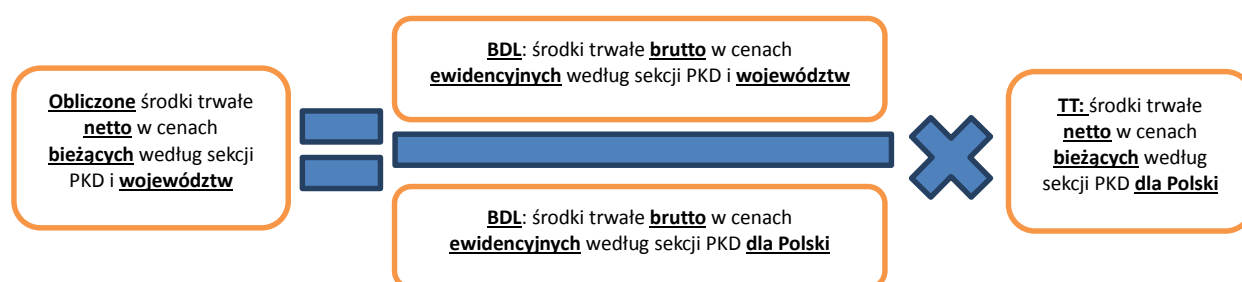 Obliczone środki trwałe
netto w cenach
bieżących według sekcji
PKD i województw
BDL: środki trwałe brutto w cenach
ewidencyjnych według sekcji PKD i województw
BDL: środki trwałe brutto w cenach
ewidencyjnych według sekcji PKD dla Polski
TT: środki trwałe
netto w cenach
bieżących według
sekcji PKD dla Polski